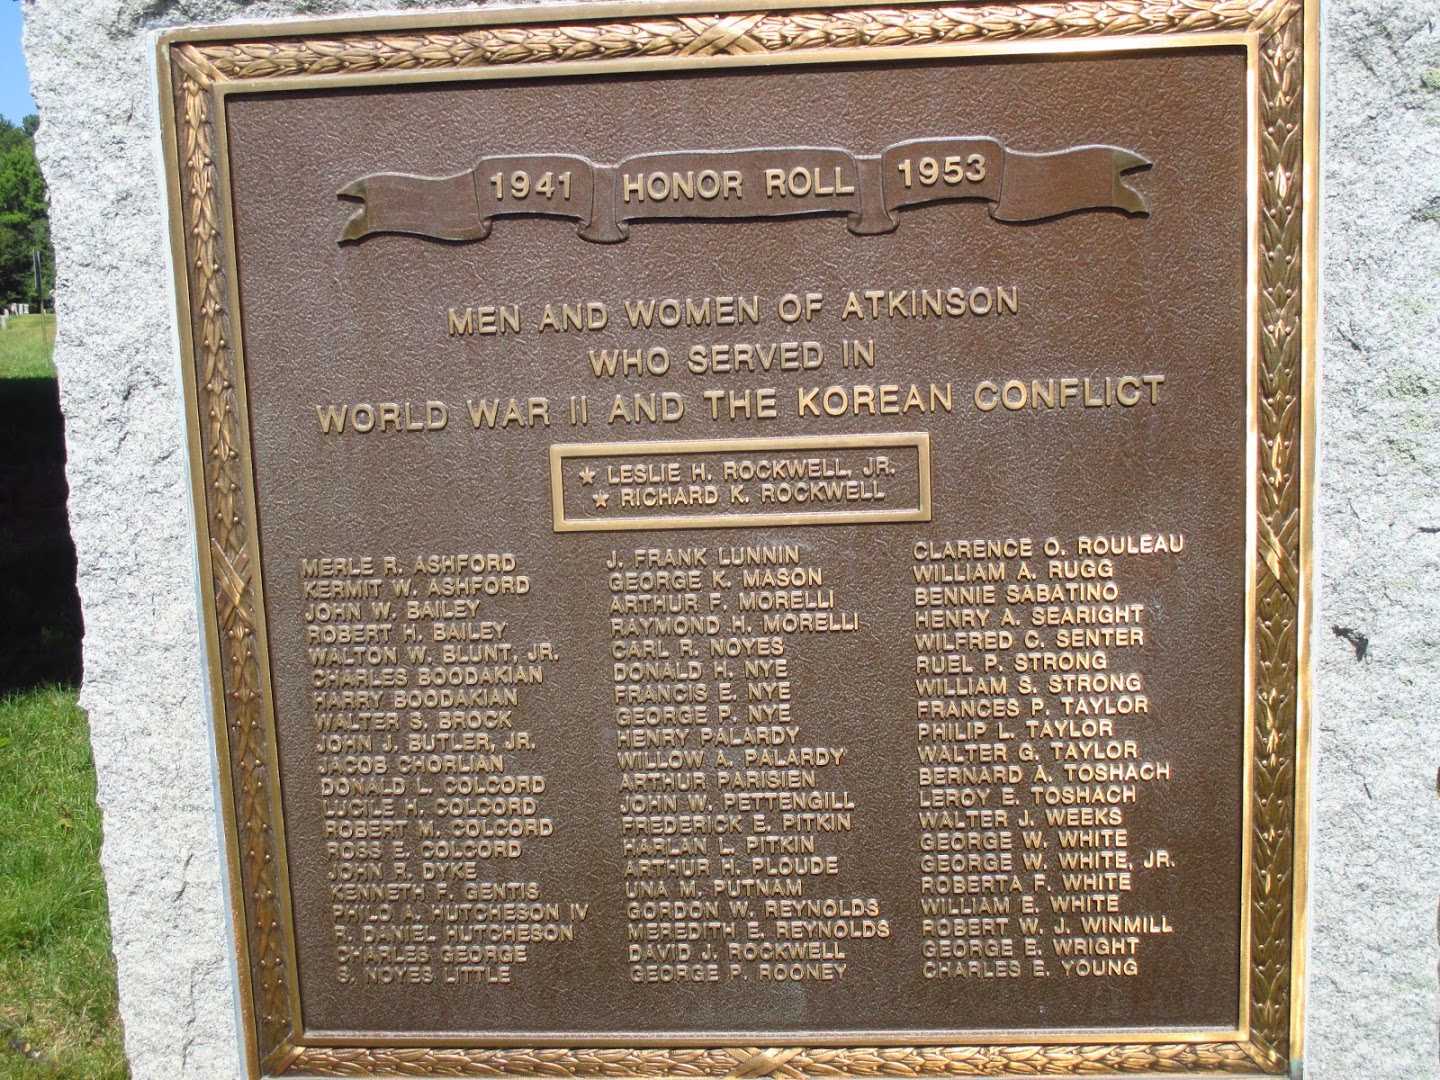 1941 HONOR ROLL 1953
MEN AND WOMEN OF ATKINSON
WHO SERVED IN
WORLD WAR II AND THE KOREAN CONFLICT
★ LESLIE H. ROCKWELL, JR.
★ RICHARD K. ROCKWELL
MERLE R. ASHFORD
KERMIT W. ASHFORD
JOHN W. BAILEY
ROBERT H. BAILEY
WALTON W. BLUNT, JR.
CHARLES BOODAKIAN
HARRY BOODAKIAN
WALTER S. BROCK
JOHN J. BUTLER, JR.
JACOB CHORLIAN
DONALD L. COLCORD
LUCILE H. COLCORD
ROBERT M. COLCORD
ROSS E. COLCORD
JOHN R. DYKE
KENNETH F. GENTIS
PHILO A. HUTCHESON IV
R. DANIEL HUTCHESON
CHARLES GEORGE
S. NOYES LITTLE
J. FRANK LUNNIN
GEORGE K. MASON
ARTHUR F. MORELLI
RAYMOND H. MORELLI
CARL R. NOYES
DONALD H. NYE
FRANCIS E. NYE
GEORGE P. NYE
HENRY PALARDY
WILLOW A. PALARDY
ARTHUR PARISIEN
JOHN W. PETTENGILL
FREDERICK E. PITKIN
HARLAN L. PITKIN
ARTHUR H. PLOUDE
UNA M. PUTNAM
GORDON W. REYNOLDS
MEREDITH E. REYNOLDS
DAVID J. ROCKWELL
GEORGE P. ROONEY
CLARENCE O. ROULEAU
WILLIAM A. RUGG
BENNIE SABATINO
HENRY A. SEARIGHT
WILFRED C. SENTER
RUEL P. STRONG
WILLIAM S. STRONG
FRANCES P. TAYLOR
PHILIP L. TAYLOR
WALTER G. TAYLOR
BERNARD A. TOSHACH
LEROY E. TOSHACH
WALTER J. WEEKS
GEORGE W. WHITE
GEORGE W. WHITE, JR.
ROBERTA F. WHITE
WILLIAM E. WHITE
ROBERT W. J. WINMILL
GEORGE E. WRIGHT
CHARLES E. YOUNG